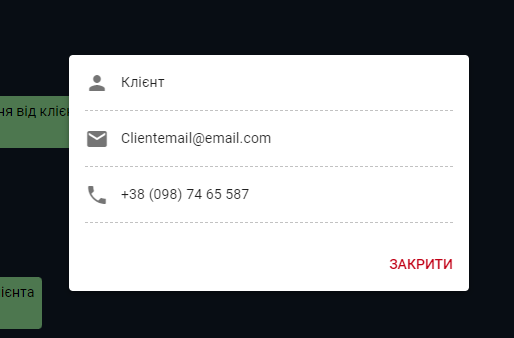 Клієнт
ня від клієн
Clientemail@email.com
+38 (098) 74 65 587
ЗАКРИТИ
ієнта